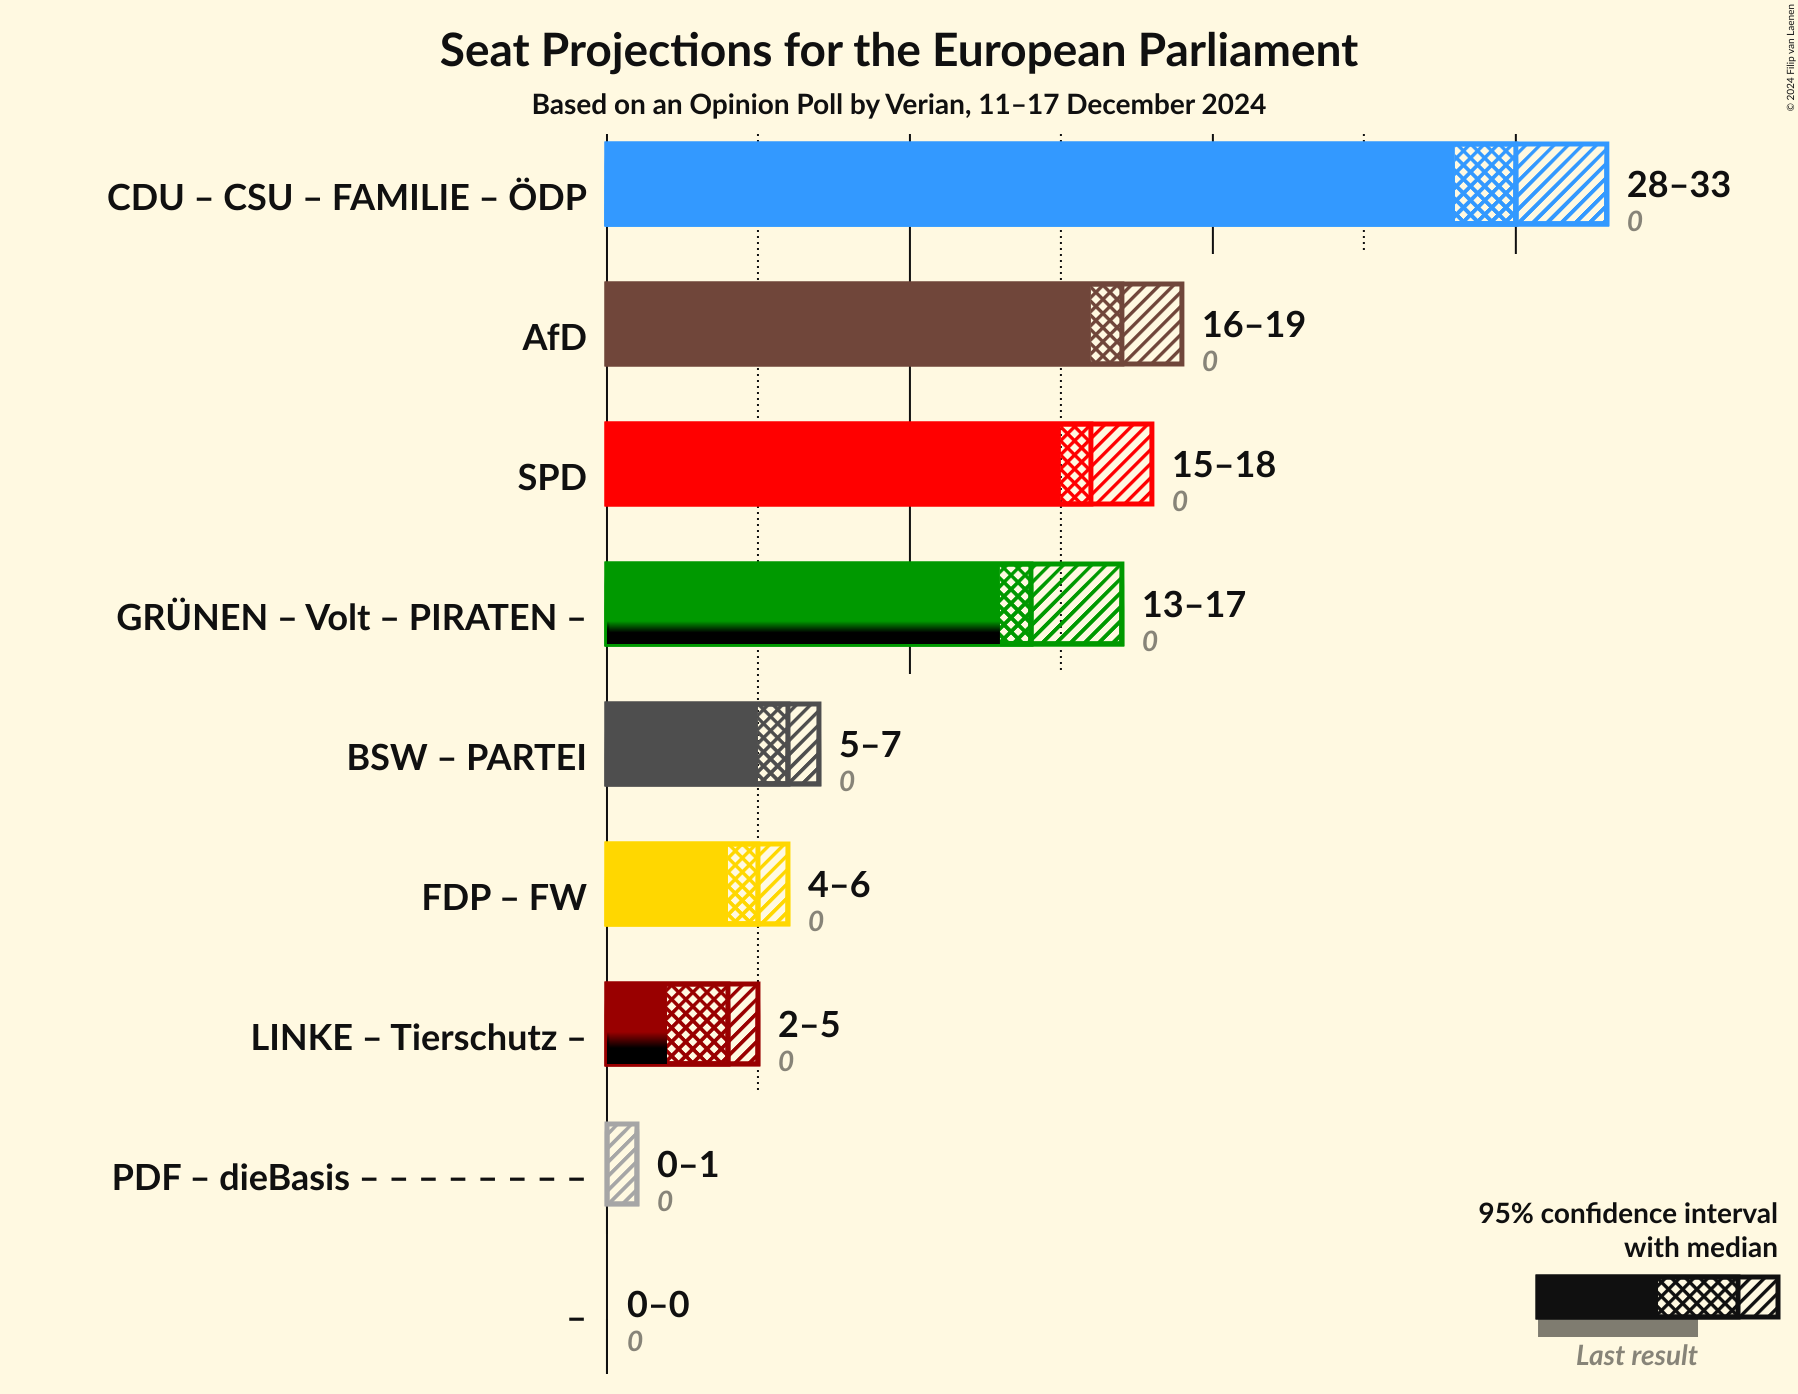 Seat Projections for the European Parliament
Based on an Opinion Poll by Verian, 11–17 December 2024
© 2024 Filip van Laenen
CDU – CSU – FAMILIE – ÖDP
28–33
0
AfD
16–19
0
SPD
15–18
0
GRÜNEN – Volt – PIRATEN –
13–17
0
BSW – PARTEI
5–7
0
FDP – FW
4–6
0
LINKE – Tierschutz –
2–5
0
PDF – dieBasis – – – – – – – –
0–1
0
–
0–0
0
95% confidence interval
with median
Last result